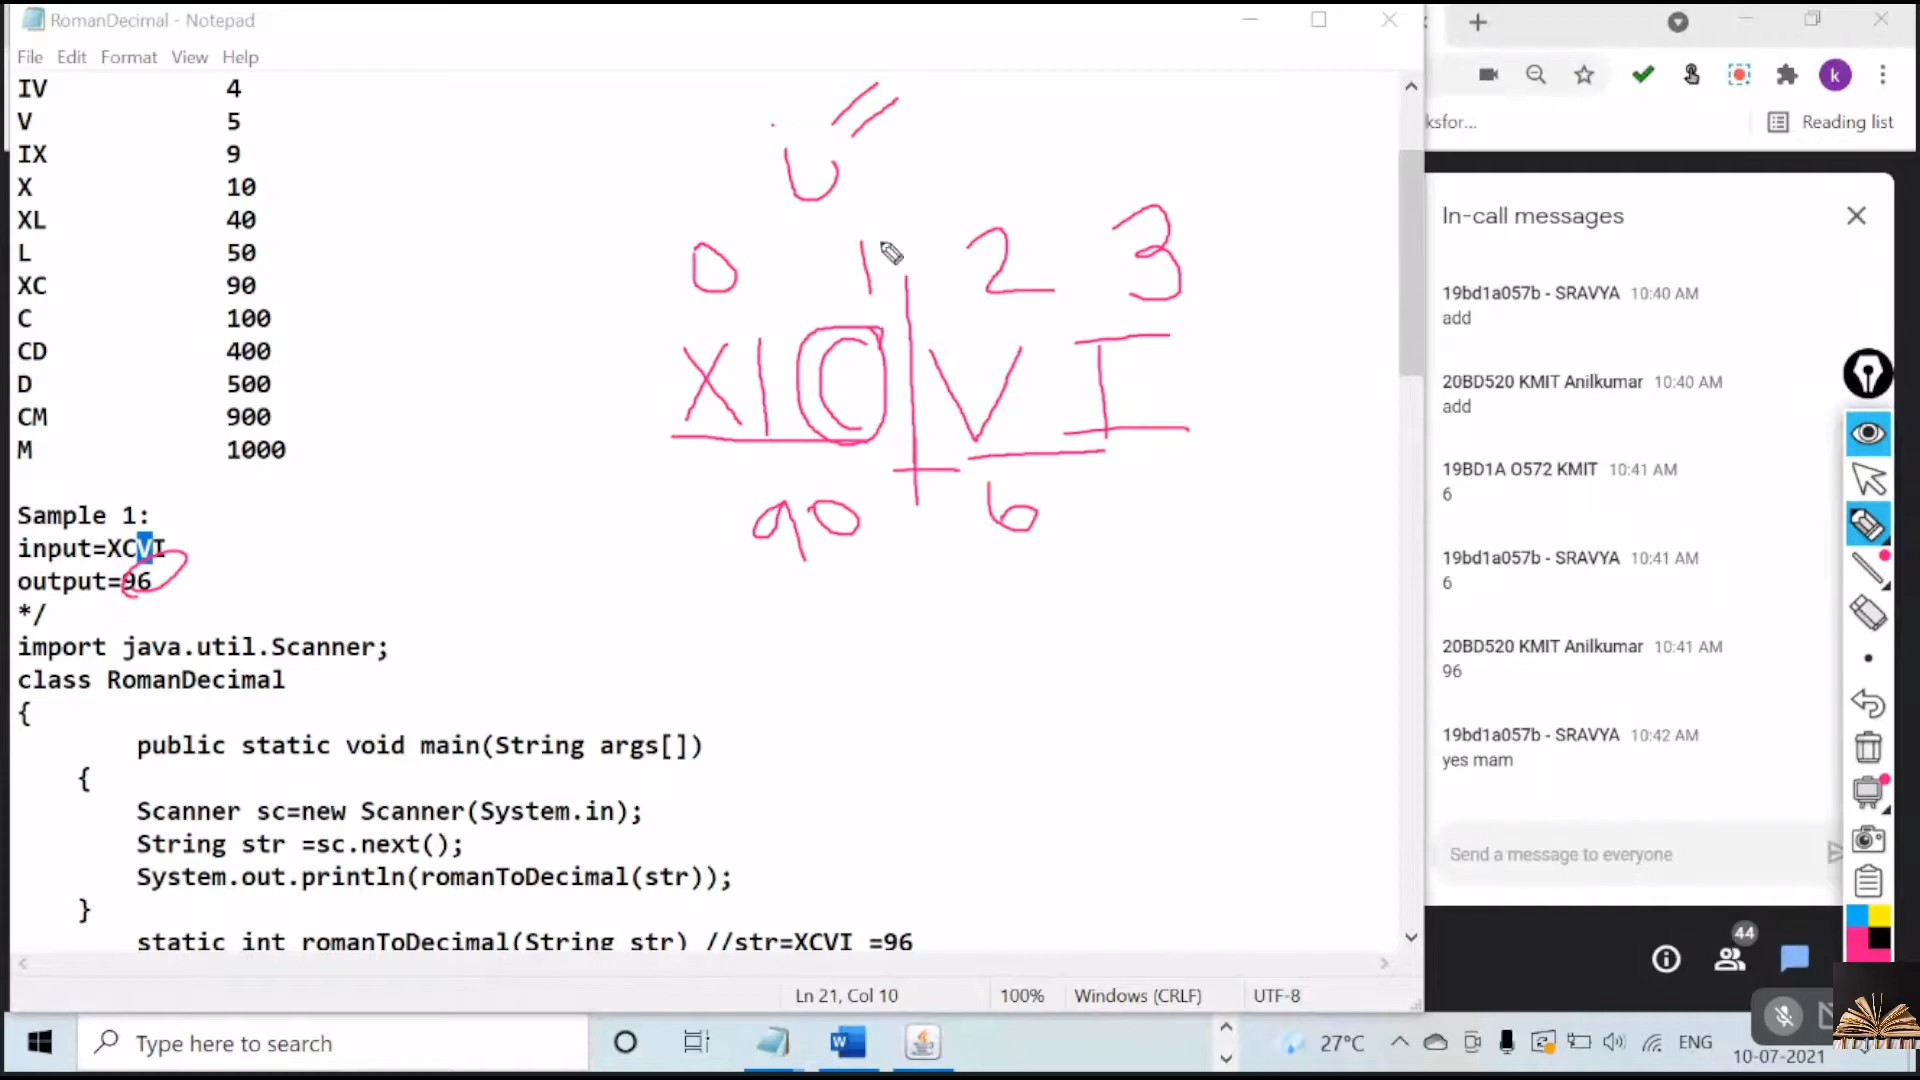 RomanDecimal - Notepad
File Edit Format View Help
IV 4
V 5
IX 9
X 10
XL 40
L 50
XC 90
C 100
CD 400
D 500
CM 900
M 1000
Sample 1:
input=XCVI
output=96
*/
import java.util.Scanner;
class RomanDecimal
{
public static void main(String args[])
{
Scanner sc=new Scanner(System.in);
String str =sc.next();
System.out.println(romanToDecimal(str));
}
static int romanToDecimal(String str) //str=XCVI =96
0 1 2 3
X | C | V I
90 6
Ln 21, Col 10 100% Windows (CRLF) UTF-8
k
ksfor... Reading list
In-call messages
19bd1a057b - SRAVYA 10:40 AM
add
20BD520 KMIT Anilkumar 10:40 AM
add
19BD1A 0572 KMIT 10:41 AM
6
19bd1a057b - SRAVYA 10:41 AM
6
20BD520 KMIT Anilkumar 10:41 AM
96
19bd1a057b - SRAVYA 10:42 AM
yes mam
Send a message to everyone
44
Type here to search
W
27°C
ENG
10-07-2021